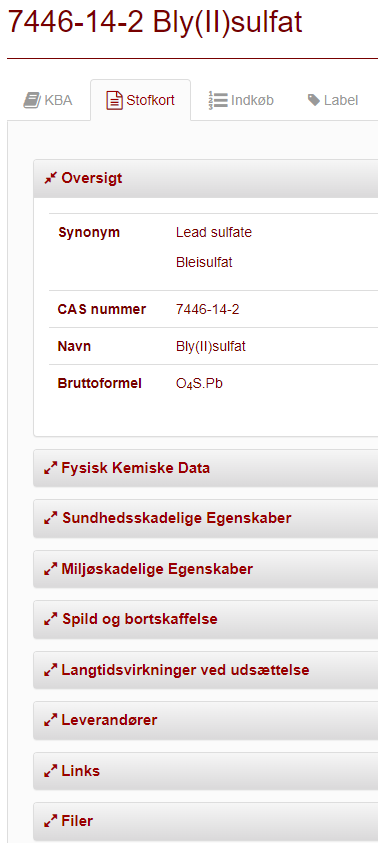 7446-14-2 Bly(II)sulfat
KBA Stofkort Indkøb Label
Oversigt
Synonym Lead sulfate
Bleisulfat
CAS nummer 7446-14-2
Navn Bly(II)sulfat
Bruttoformel O₄S.Pb
Fysisk Kemiske Data
Sundhedsskadelige Egenskaber
Miljøskadelige Egenskaber
Spild og bortskaffelse
Langtidsvirkninger ved udsættelse
Leverandører
Links
Filer